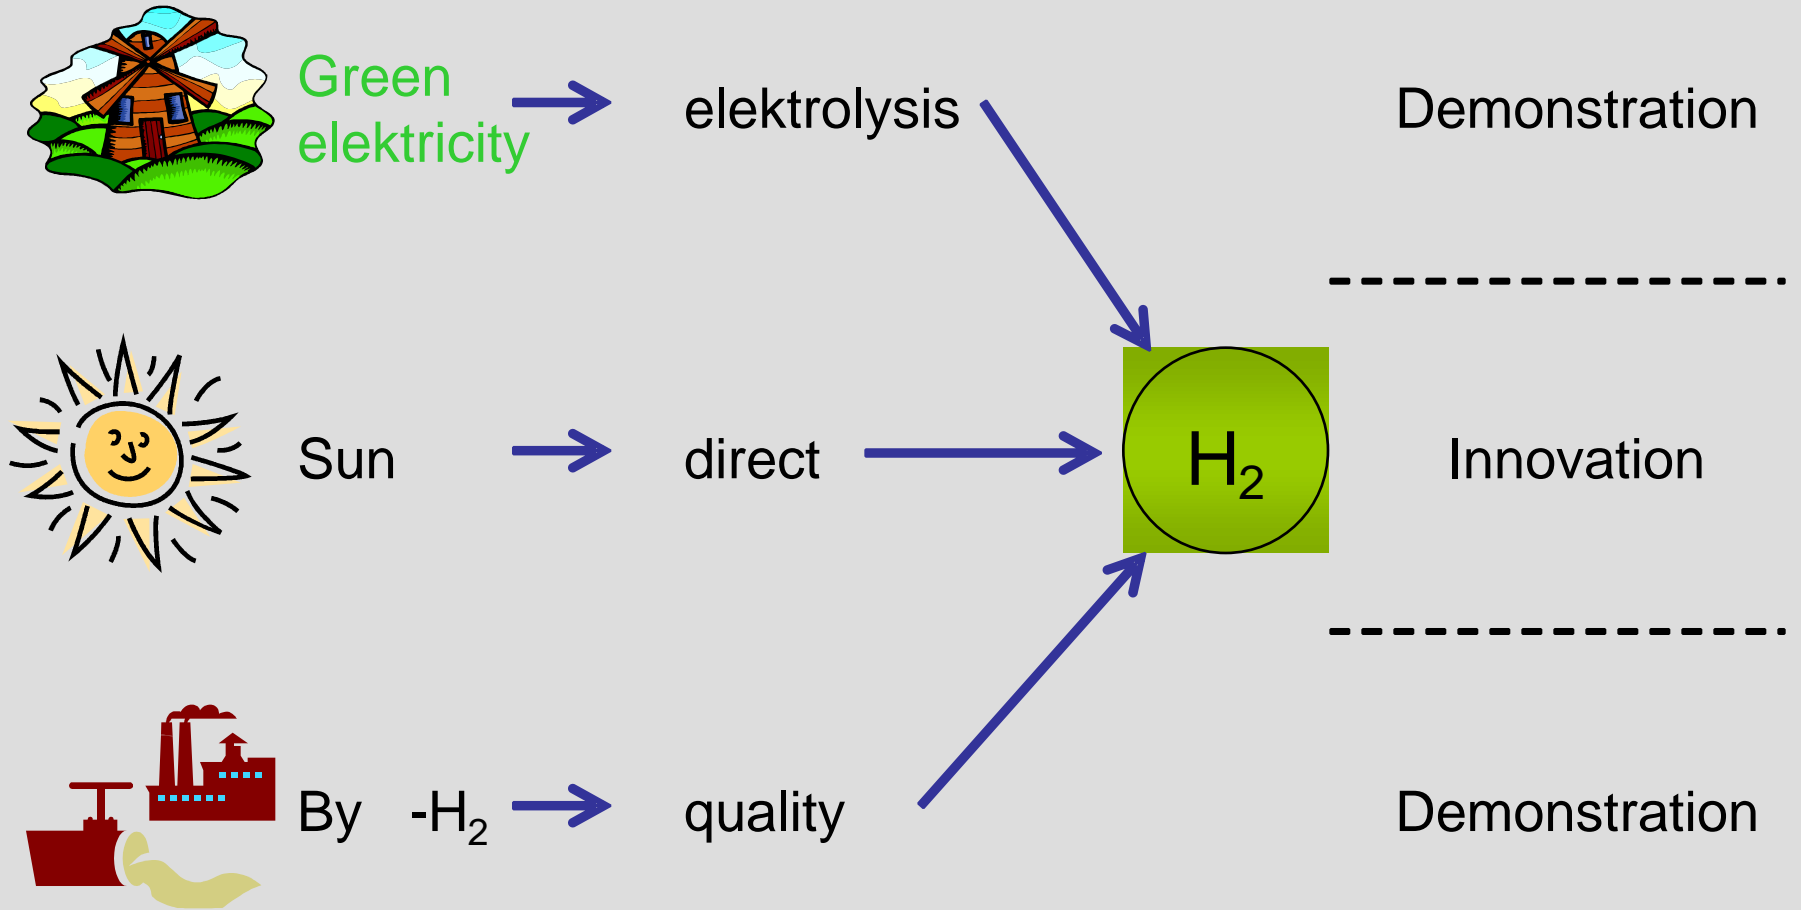 Green
elektricity
elektrolysis
Demonstration
Sun
direct
H₂
Innovation
By -H₂
quality
Demonstration